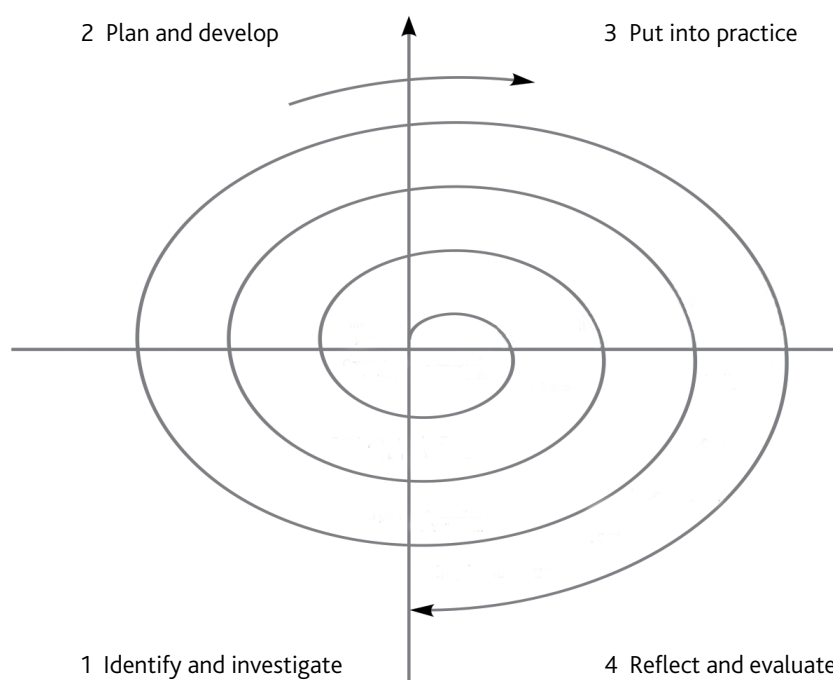 2 Plan and develop
3 Put into practice
1 Identify and investigate
4 Reflect and evaluate